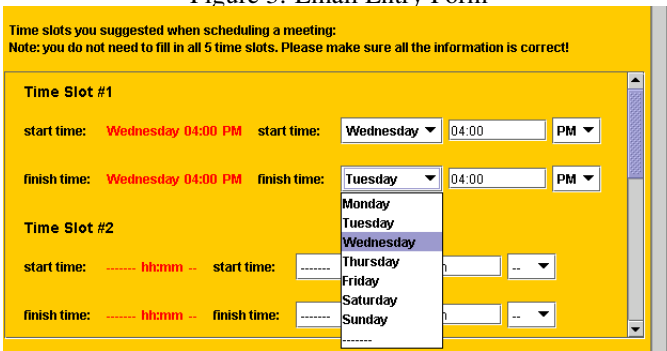 Figure 3: Email Entry Form
Time slots you suggested when scheduling a meeting:
Note: you do not need to fill in all 5 time slots. Please make sure all the information is correct!
Time Slot #1
start time: Wednesday 04:00 PM start time: Wednesday 04:00 PM
finish time: Wednesday 04:00 PM finish time: Tuesday 04:00 PM
Monday
Tuesday
Time Slot #2
Wednesday
start time: ------- hh:mm -- start time: ------- Thursday --
Friday
Saturday
finish time: ------- hh:mm -- finish time: ------- Sunday --
-------